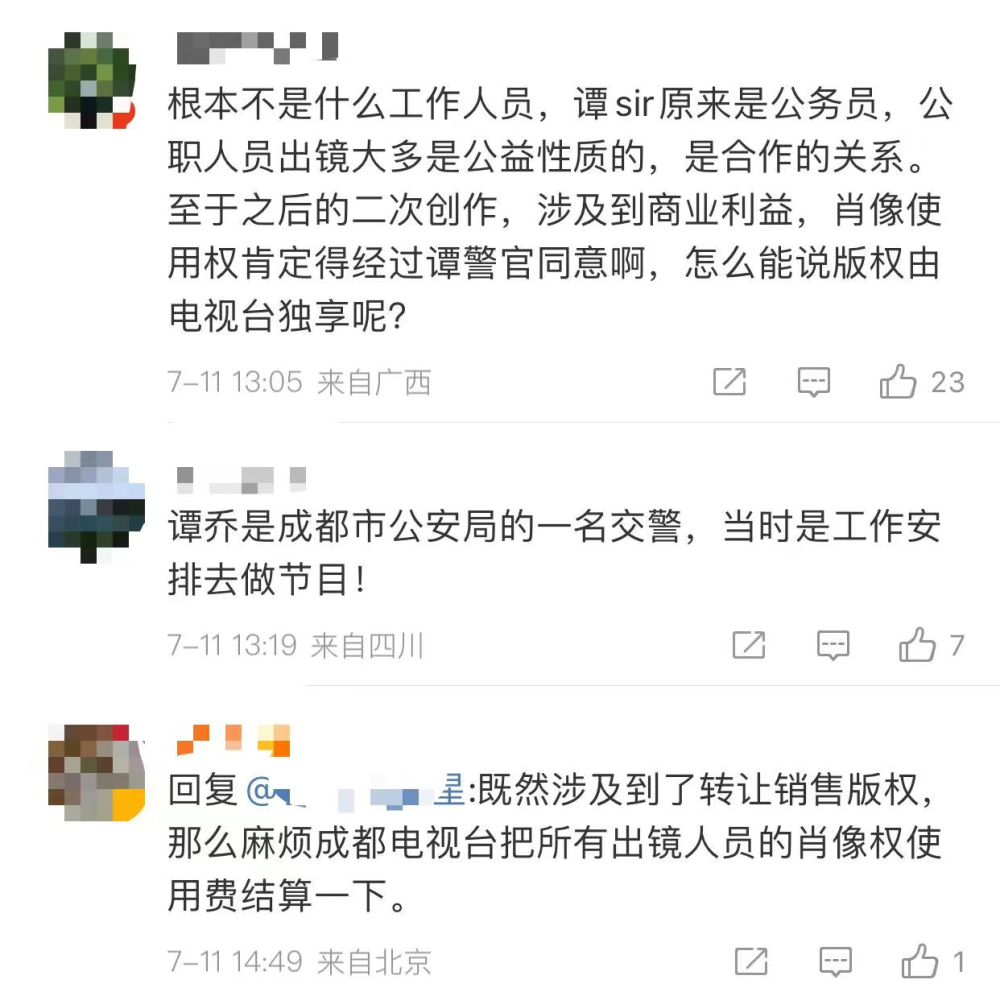 根本不是什么工作人员，谭sir原来是公务员，公
职人员出镜大多是公益性质的，是合作的关系。
至于之后的二次创作，涉及到商业利益，肖像使
用权肯定得经过谭警官同意啊，怎么能说版权由
电视台独享呢？
7-11 13:05 来自广西 23
谭乔是成都市公安局的一名交警，当时是工作安
排去做节目！
7-11 13:19 来自四川 7
回复@星:既然涉及到了转让销售版权，
那么麻烦成都电视台把所有出镜人员的肖像权使
用费结算一下。
7-11 14:49 来自北京 1